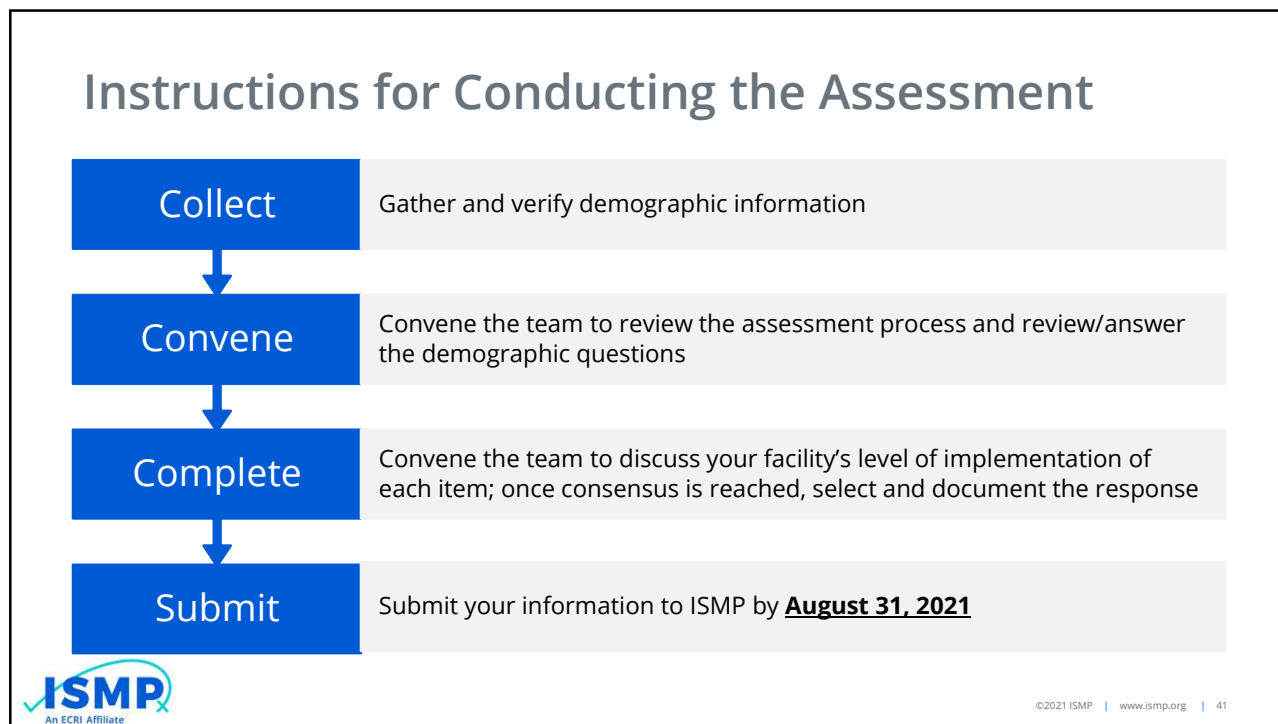 Instructions for Conducting the Assessment
Collect
Gather and verify demographic information
Convene
Convene the team to review the assessment process and review/answer
the demographic questions
Complete
Convene the team to discuss your facility’s level of implementation of
each item; once consensus is reached, select and document the response
Submit
Submit your information to ISMP by August 31, 2021
ISMP
An ECRI Affiliate
©2021 ISMP | www.ismp.org | 41